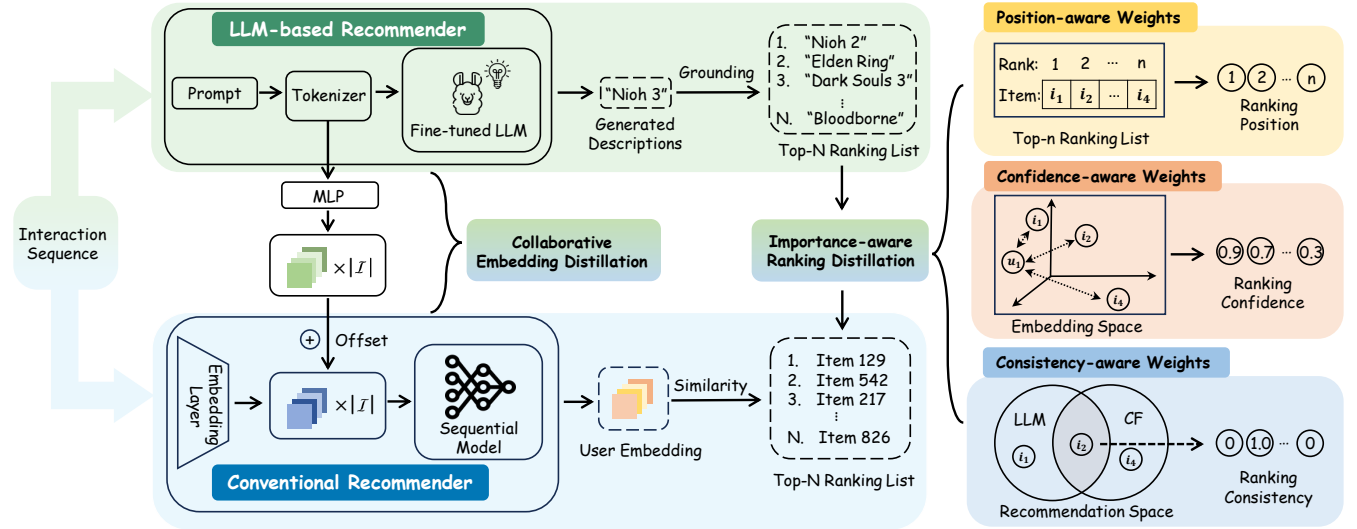 Interaction
Sequence
LLM-based Recommender
Prompt
Tokenizer
Fine-tuned LLM
"Nioh 3"
Generated
Descriptions
Grounding
1. "Nioh 2"
2. "Elden Ring"
3. "Dark Souls 3"
⋮
N. "Bloodborne"
Top-N Ranking List
MLP
×|I|
Collaborative
Embedding Distillation
Importance-aware
Ranking Distillation
+ Offset
Embedding
Layer
×|I|
Sequential
Model
Conventional Recommender
User Embedding
Similarity
1. Item 129
2. Item 542
3. Item 217
⋮
N. Item 826
Top-N Ranking List
Position-aware Weights
Rank: 1 2 ··· n
Item: i₁ i₂ ··· i₄
Top-n Ranking List
1 2 ··· n
Ranking
Position
Confidence-aware Weights
i₁
i₂
u₁
i₄
Embedding Space
0.9 0.7 ··· 0.3
Ranking
Confidence
Consistency-aware Weights
LLM CF
i₁ i₂ i₄
Recommendation Space
0 1.0 ··· 0
Ranking
Consistency